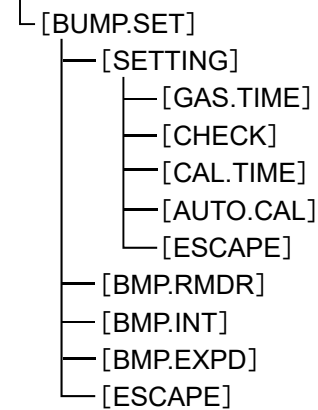 [BUMP.SET]
[SETTING]
[GAS.TIME]
[CHECK]
[CAL.TIME]
[AUTO.CAL]
[ESCAPE]
[BMP.RMDR]
[BMP.INT]
[BMP.EXPD]
[ESCAPE]